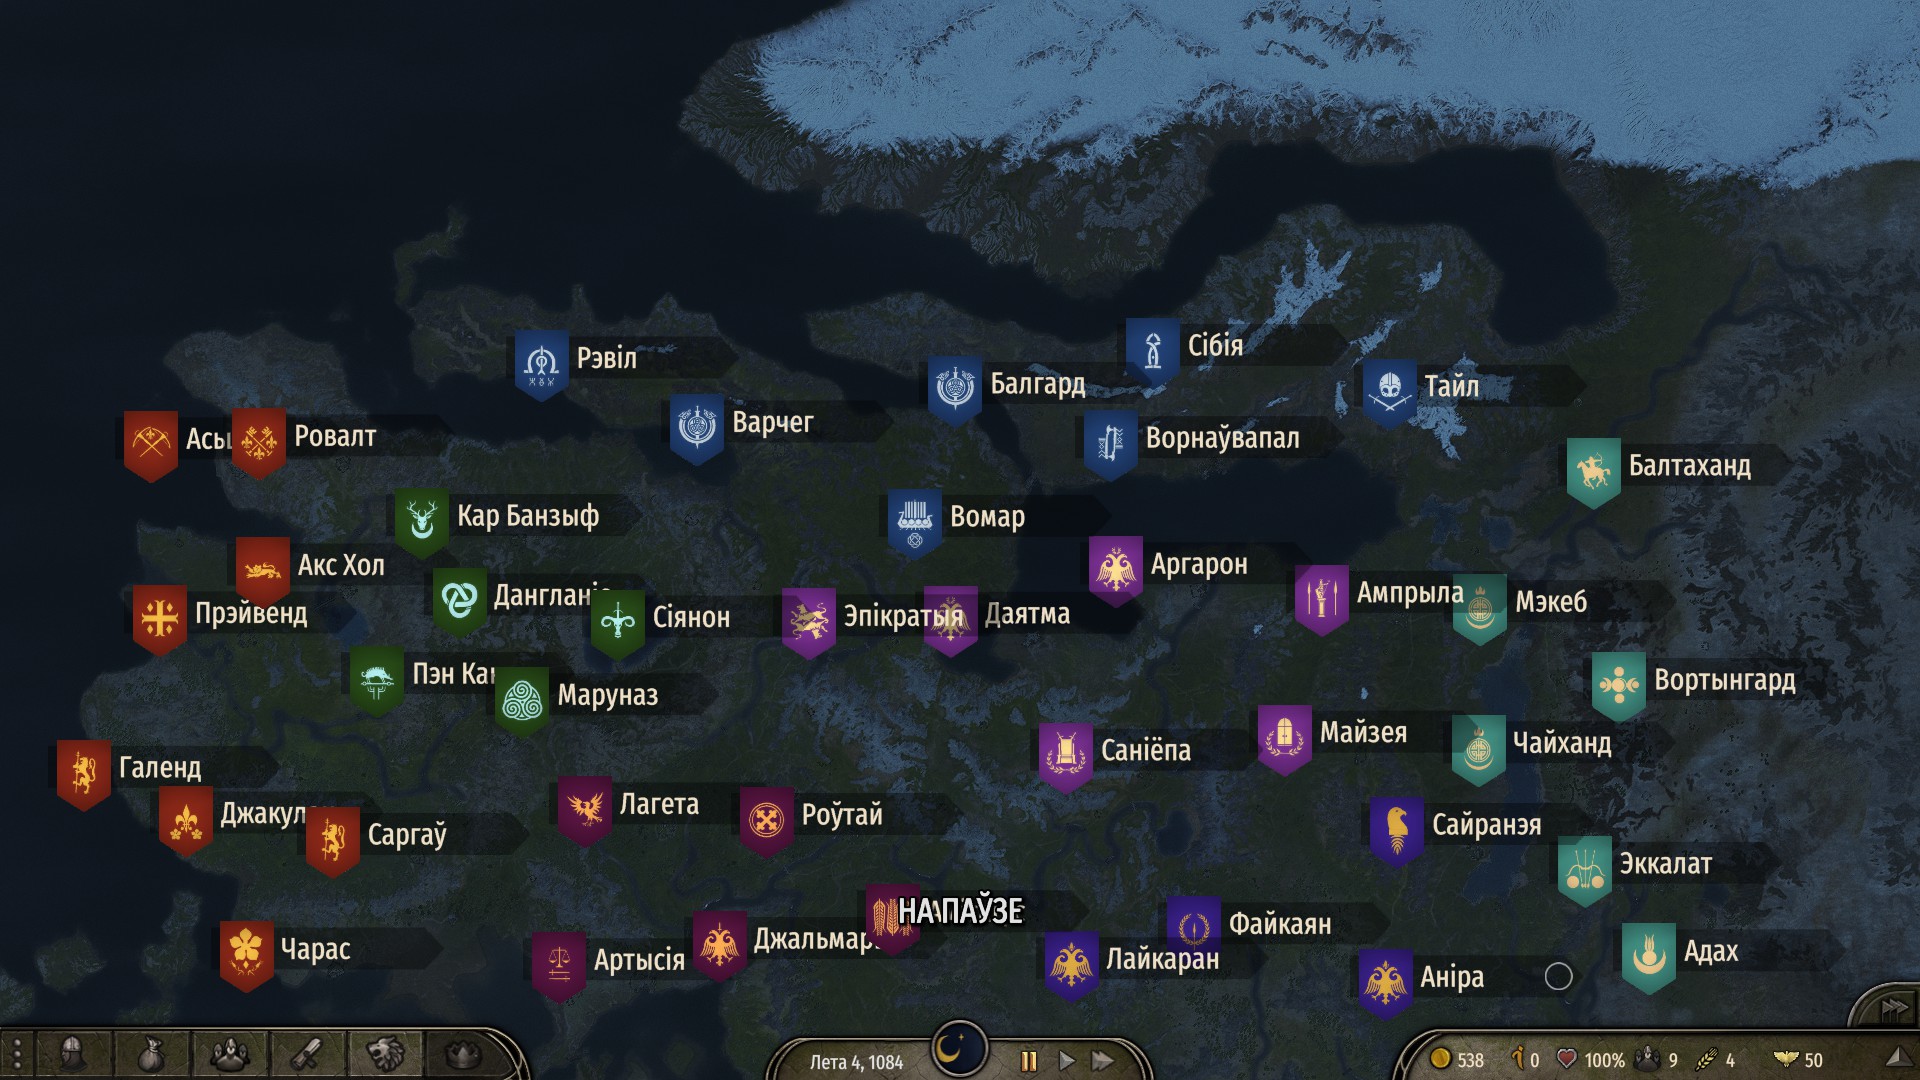 Сібія
Рэвіл
Балгард
Тайл
Варчег
Ровалт
Ворнаўвапал
Балтаханд
Кар Банзыф
Вомар
Акс Хол
Аргарон
Ампрыла
Мэкеб
Прэйвенд
Сіянон
Эпікратыя
Даятма
Пэн
Маруназ
Вортынгард
Майзея
Чайханд
Саніёпа
Галенд
Лагета
Роўтай
Саргаў
Сайранэя
Эккалат
НА ПАЎЗЕ
Файкаян
Чарас
Артысія
Лайкаран
Аніра
Адах
Лета 4, 1084
538
0
100%
9
4
50